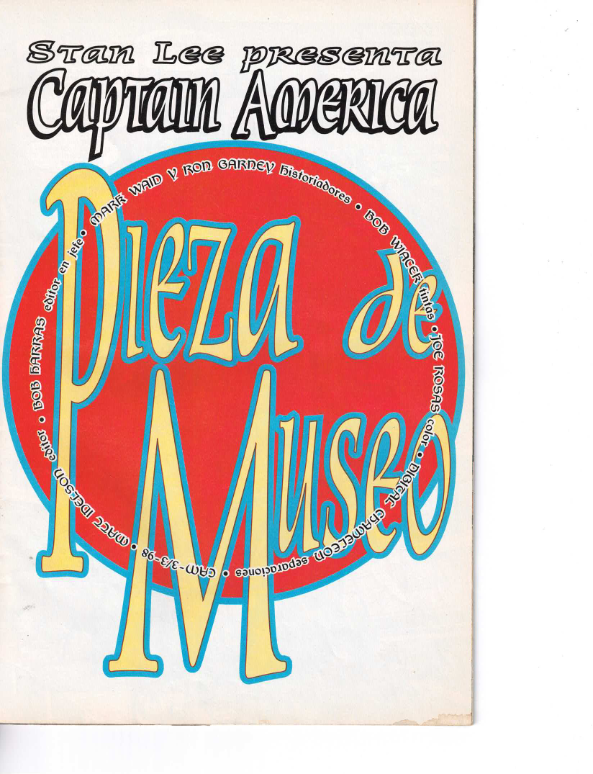 Stan Lee presenta
Captain America
Pieza de
Museo
MARK WAID Y RON GARNEY historiadores • BOB WIACEK tintas • JOE ROSAS color • DIGITAL CHAMELEON separaciones • CAM-3/3-98 • MATT IDELSON editor • BOB HARRAS editor en jefe •